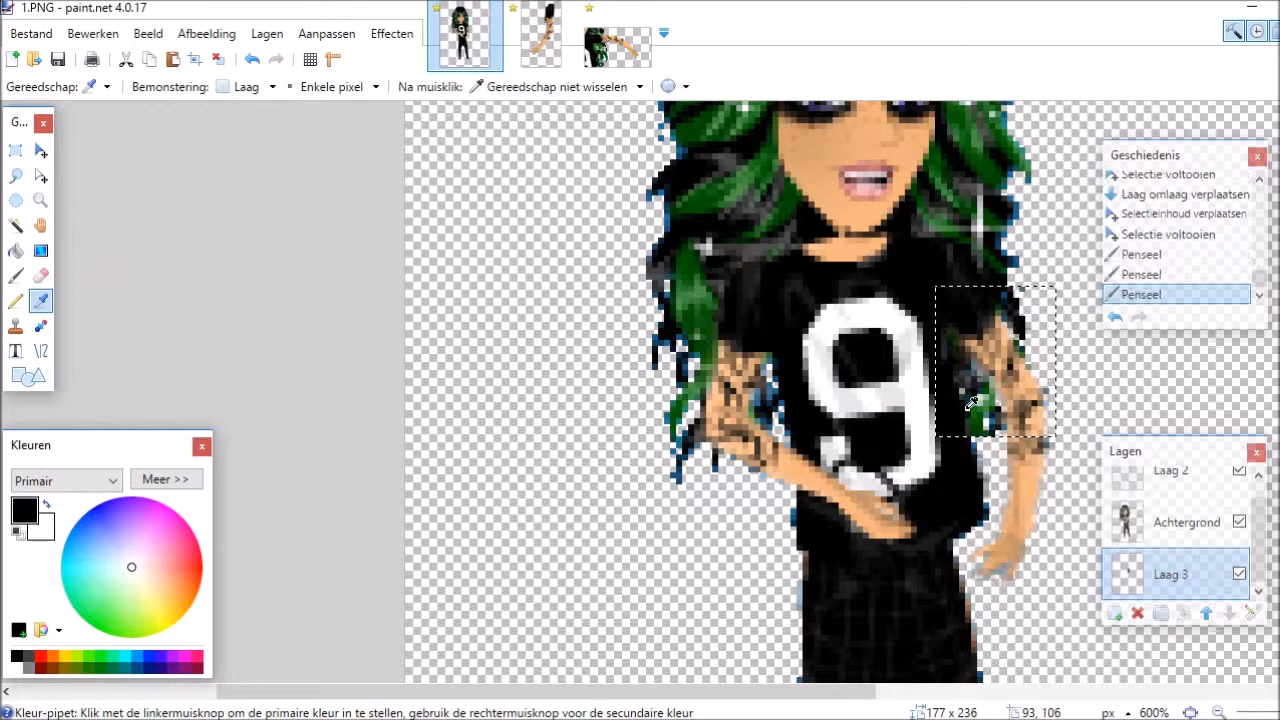 1.PNG - paint.net 4.0.17
stand Bewerken Beeld Afbeelding Lagen Aanpassen Effecten
Gereedschap: Bemonstering: Laag Enkele pixel Na muisklik: Gereedschap niet wisselen
G...
Geschiedenis
Selectie voltooien
Laag omlaag verplaatsen
Selectieinhoud verplaatsen
Selectie voltooien
Penseel
Penseel
Penseel
9
Kleuren
Primair Meer >>
Lagen
Laag 2
Achtergrond
Laag 3
Kleur-pipet: Klik met de linkermuisknop om de primaire kleur in te stellen, gebruik de rechtermuisknop voor de secundaire kleur 177 x 236 93, 106 px 600%